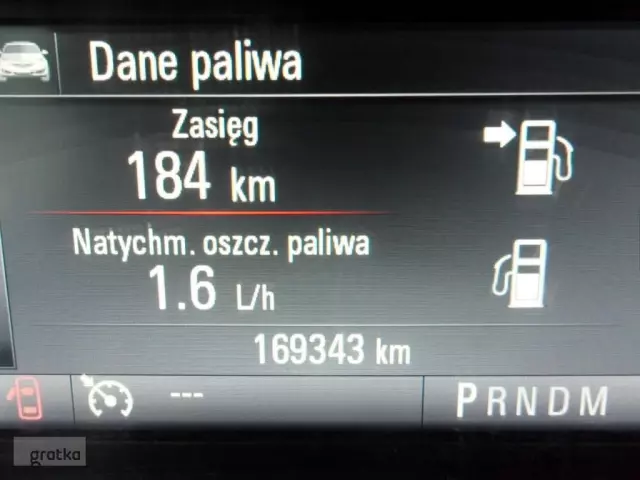 Dane paliwa
Zasięg
184 km
Natychm. oszcz. paliwa
1.6 L/h
169343 km
--- PRNDM
gratka